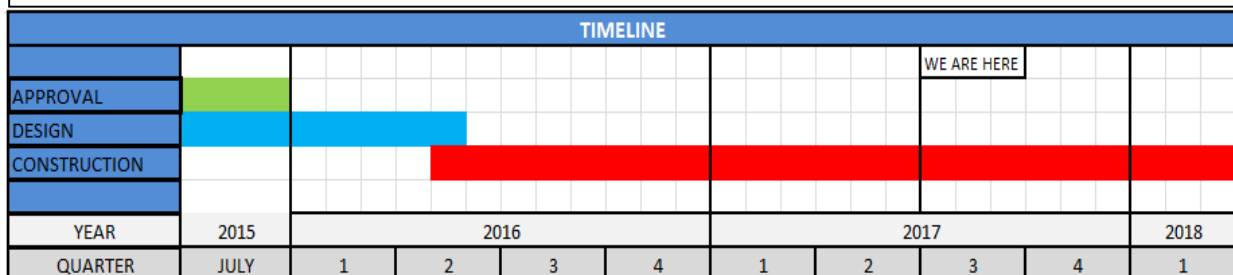 TIMELINE
WE ARE HERE
APPROVAL
DESIGN
CONSTRUCTION
YEAR 2015 2016 2017 2018
QUARTER JULY 1 2 3 4 1 2 3 4 1